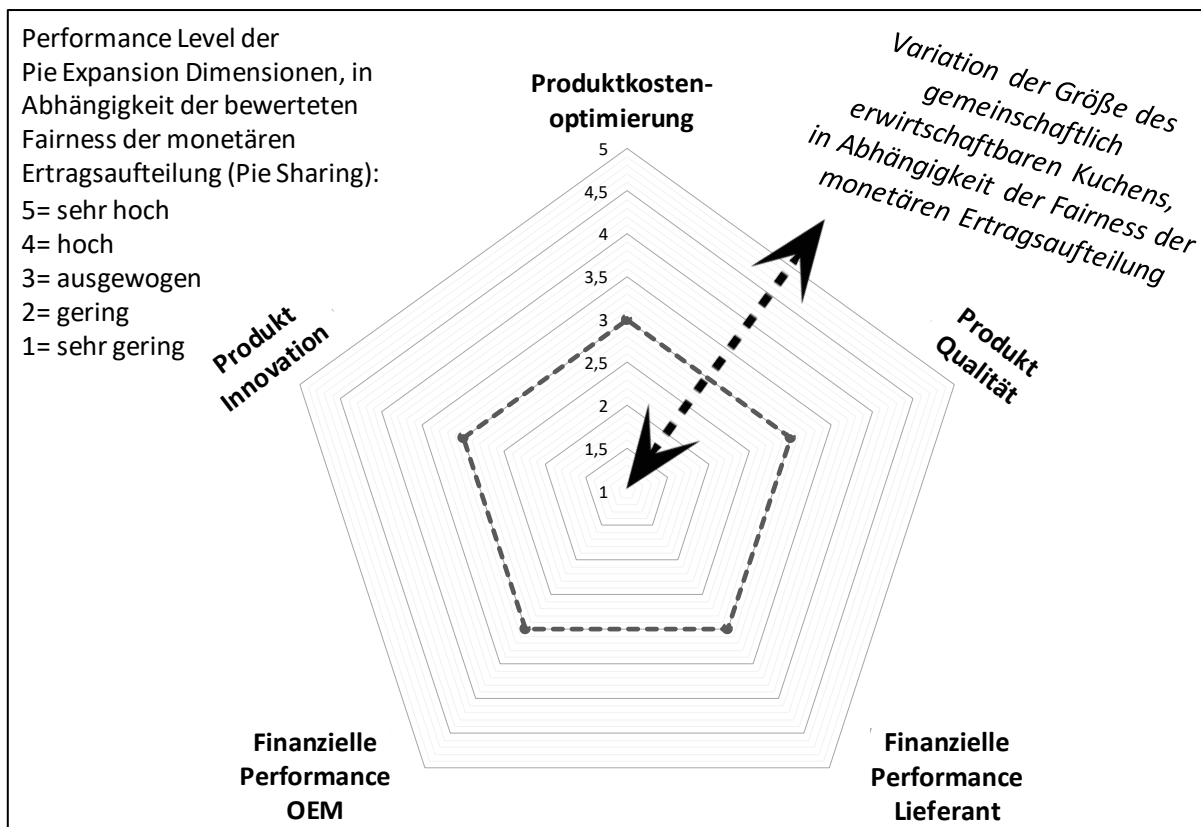 Performance Level der
Pie Expansion Dimensionen, in
Abhängigkeit der bewerteten
Fairness der monetären
Ertragsaufteilung (Pie Sharing):
5= sehr hoch
4= hoch
3= ausgewogen
2= gering
1= sehr gering
Variation der Größe des
gemeinschaftlich
erwirtschaftbaren Kuchens,
in Abhängigkeit der Fairness der
monetären Ertragsaufteilung
Produktkosten-
optimierung
5
4,5
4
3,5
3
2,5
2
1,5
1
Produkt
Innovation
Produkt
Qualität
Finanzielle
Performance
OEM
Finanzielle
Performance
Lieferant